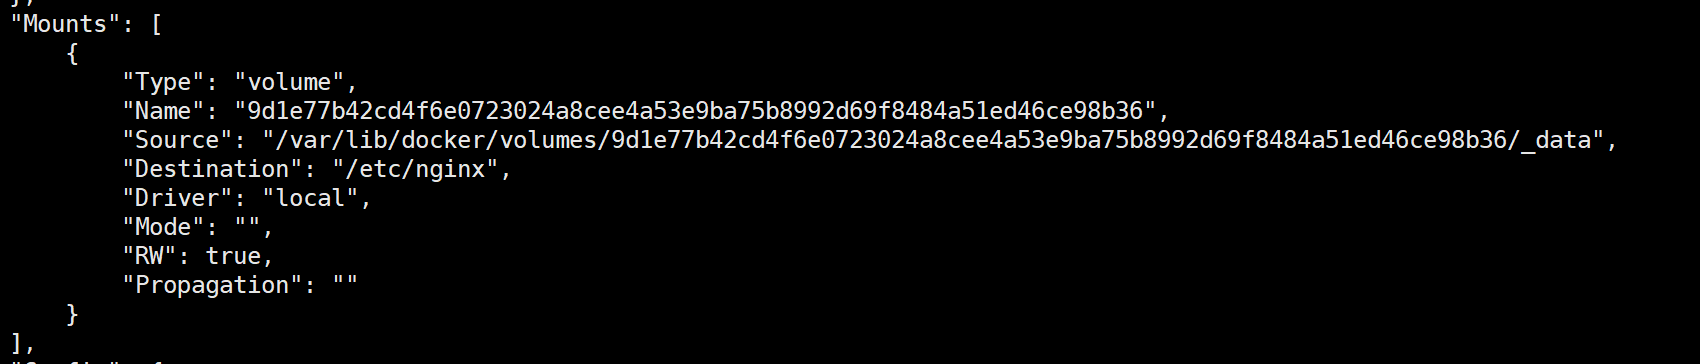 "Mounts": [
{
"Type": "volume",
"Name": "9d1e77b42cd4f6e0723024a8cee4a53e9ba75b8992d69f8484a51ed46ce98b36",
"Source": "/var/lib/docker/volumes/9d1e77b42cd4f6e0723024a8cee4a53e9ba75b8992d69f8484a51ed46ce98b36/_data",
"Destination": "/etc/nginx",
"Driver": "local",
"Mode": "",
"RW": true,
"Propagation": ""
}
],